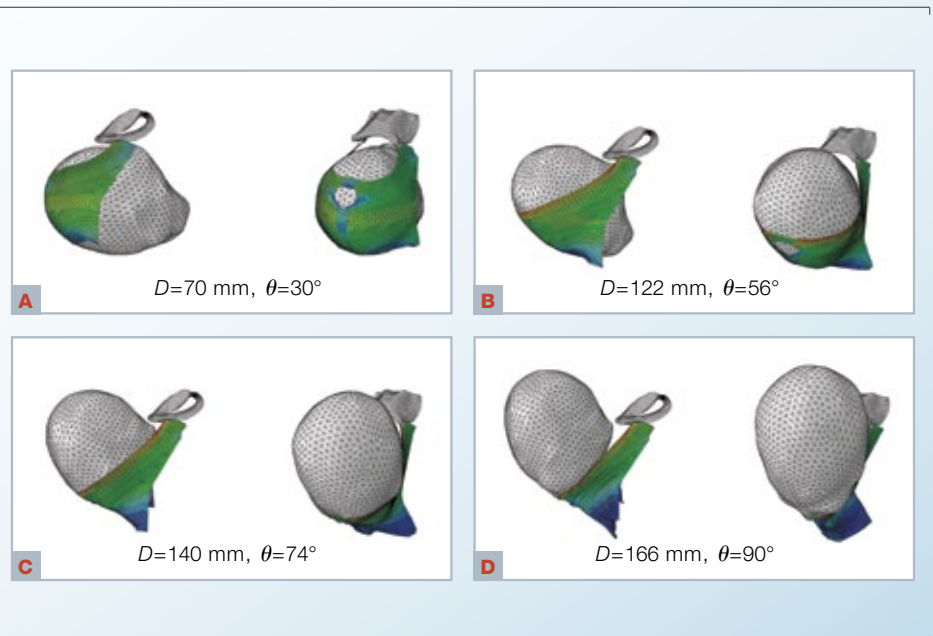 D=70 mm, θ=30°
A
D=122 mm, θ=56°
B
D=140 mm, θ=74°
C
D=166 mm, θ=90°
D